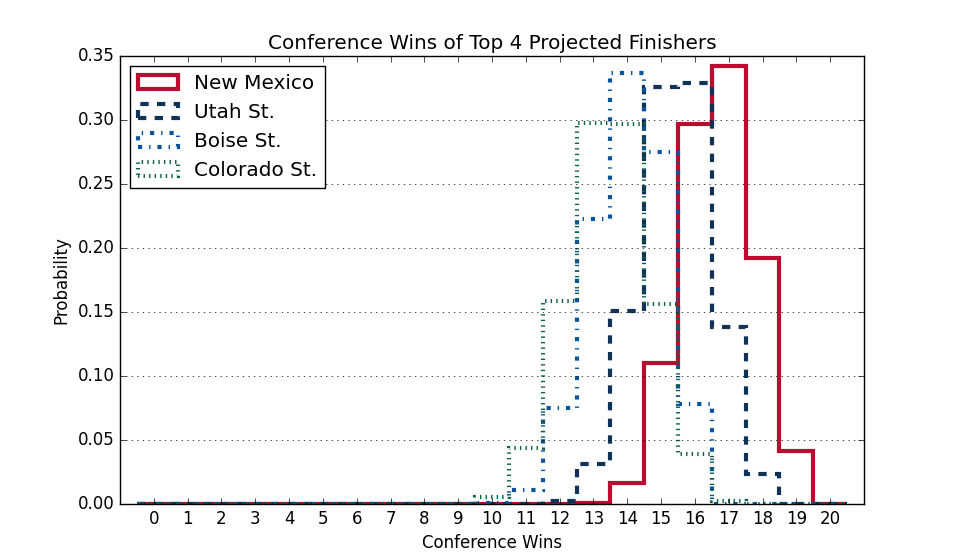 Conference Wins of Top 4 Projected Finishers
0.35
0.30
0.25
0.20
0.15
0.10
0.05
0.00
Probability
New Mexico
Utah St.
Boise St.
Colorado St.
0 1 2 3 4 5 6 7 8 9 10 11 12 13 14 15 16 17 18 19 20
Conference Wins